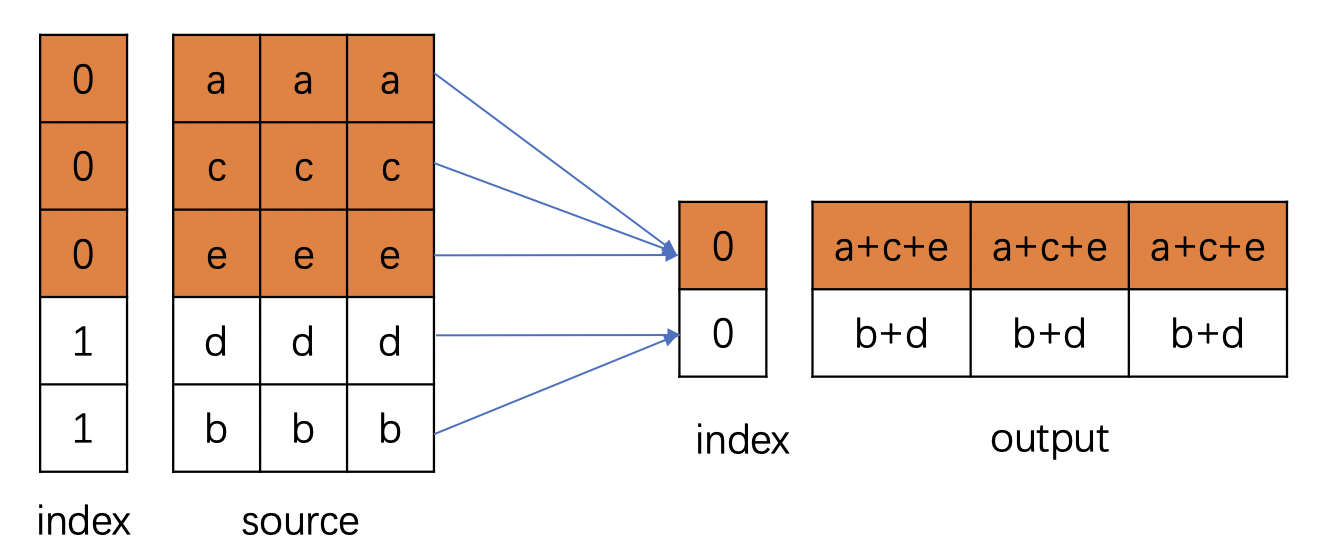 0 a a a
0 c c c
0 e e e
1 d d d
1 b b b
index source
0 a+c+e a+c+e a+c+e
0 b+d b+d b+d
index output